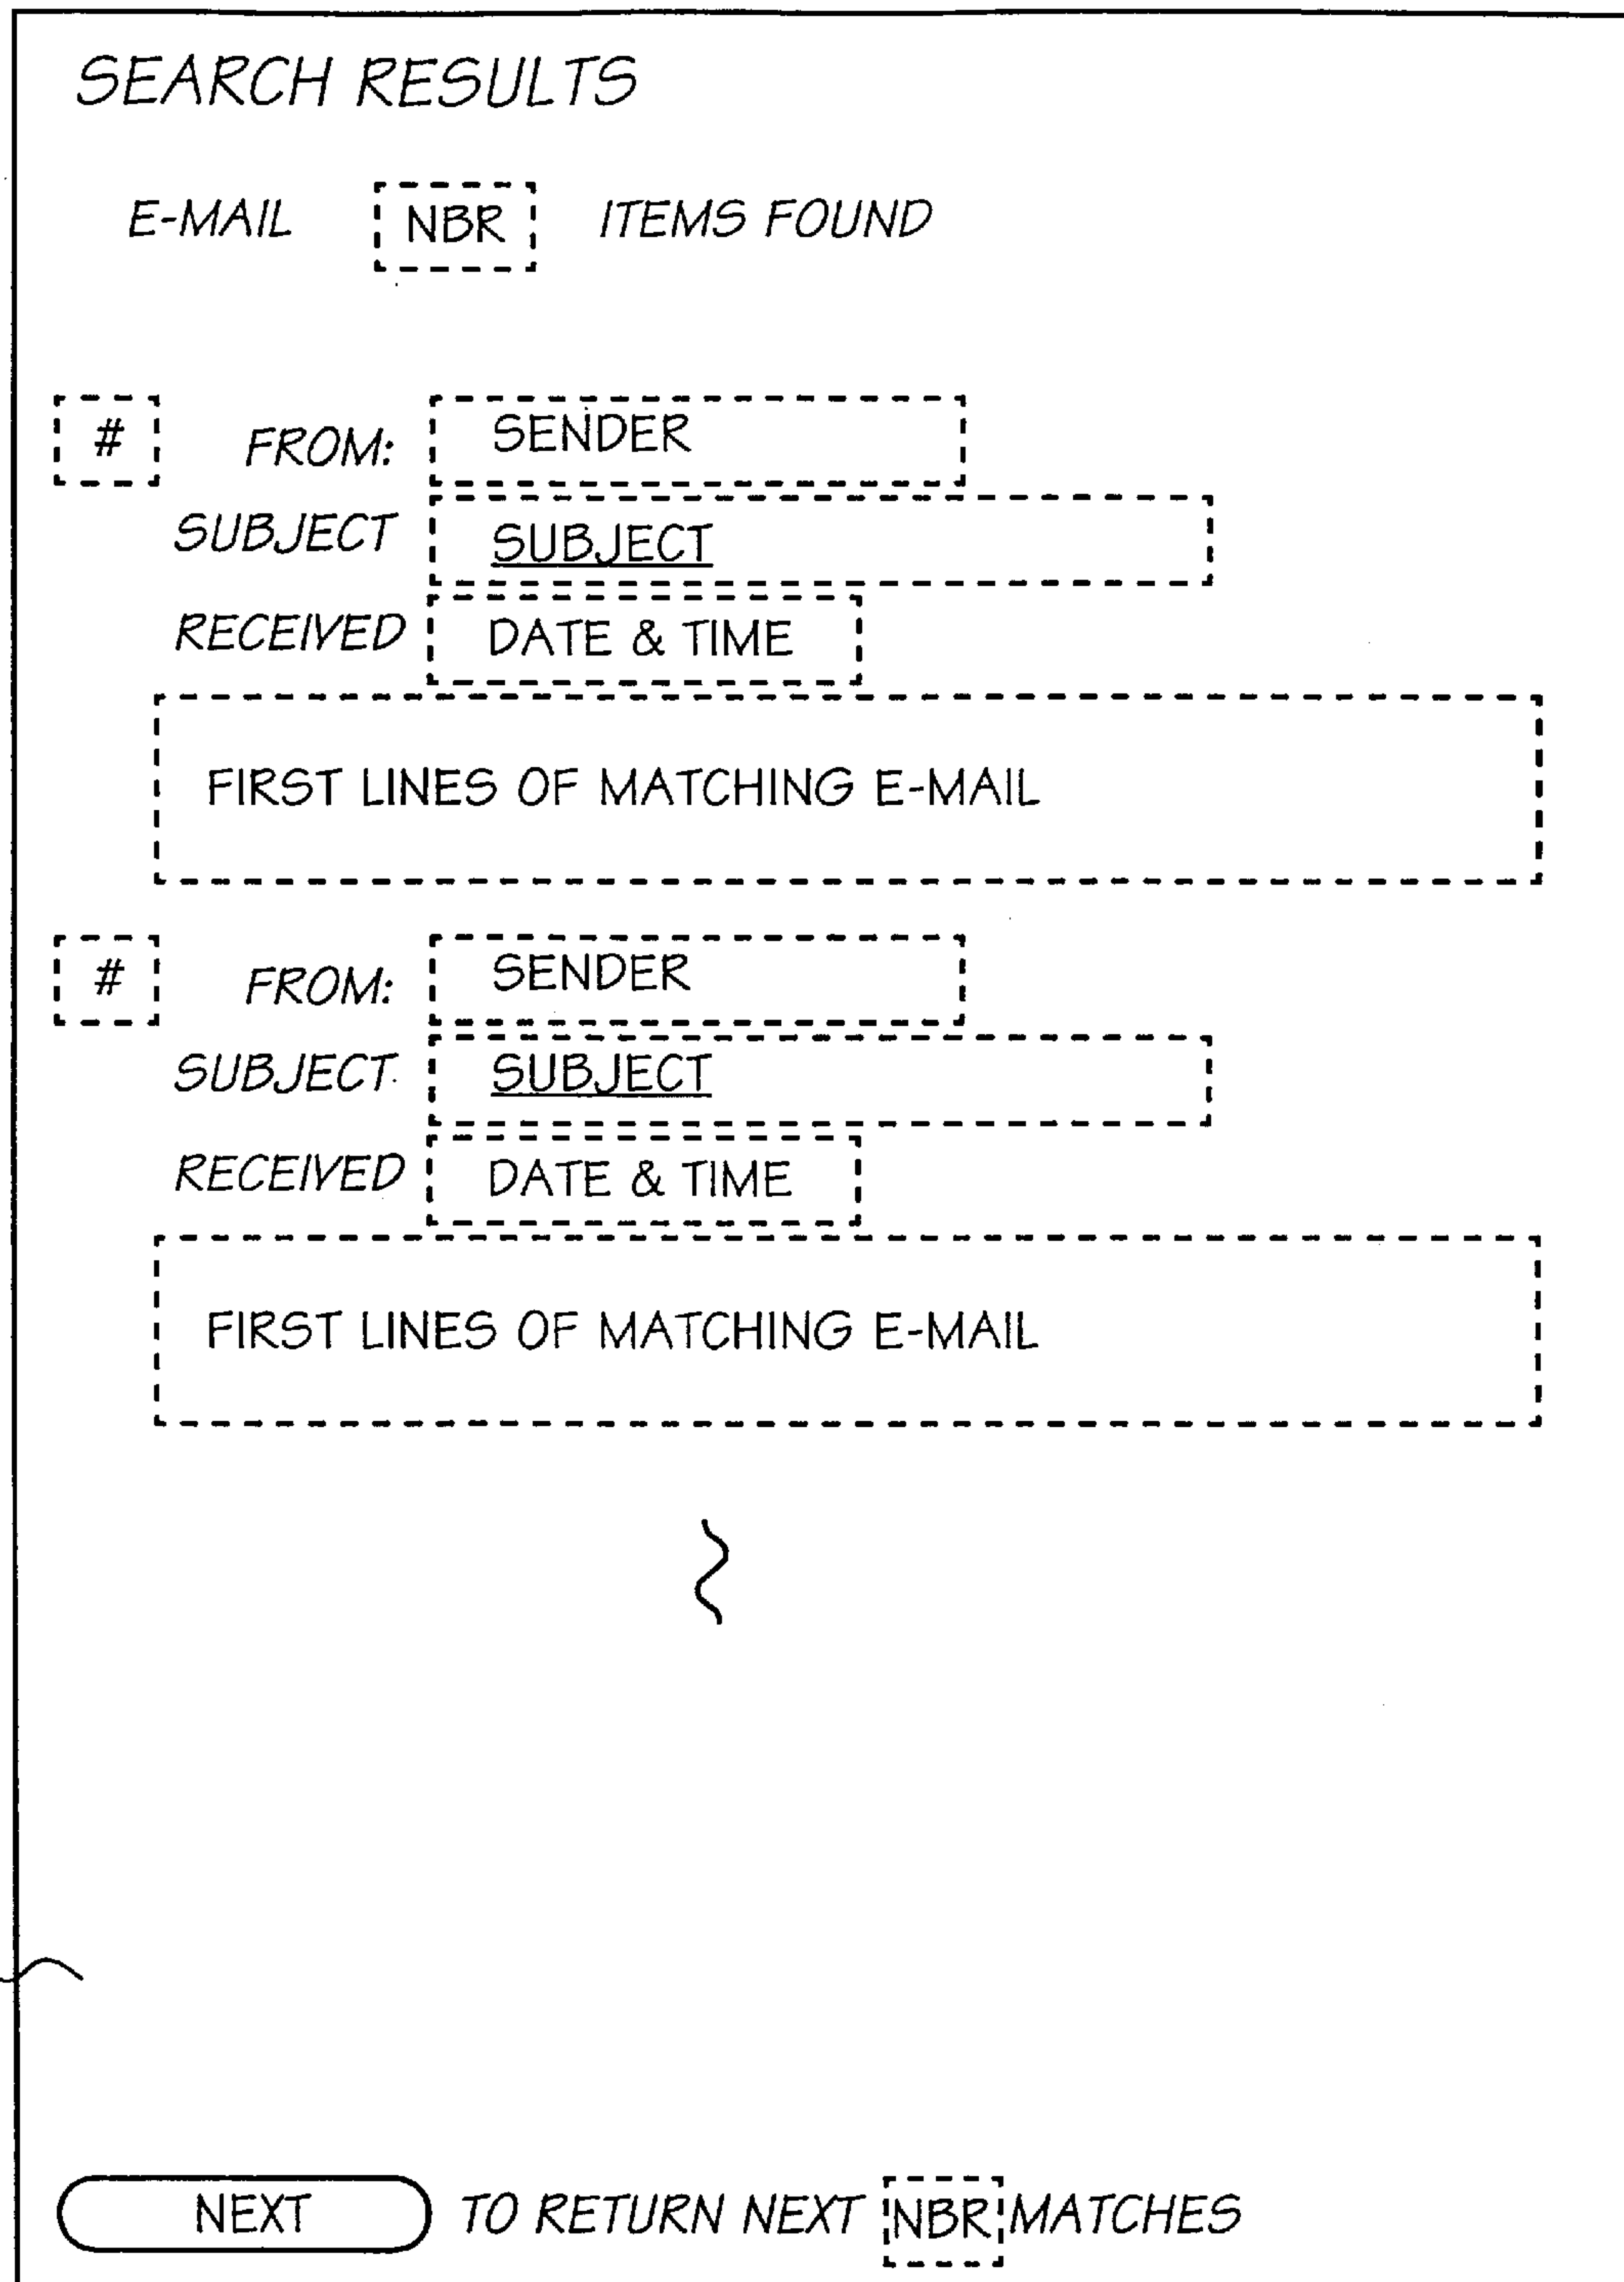 SEARCH RESULTS
E-MAIL NBR ITEMS FOUND
# FROM: SENDER
SUBJECT SUBJECT
RECEIVED DATE & TIME
FIRST LINES OF MATCHING E-MAIL
# FROM: SENDER
SUBJECT SUBJECT
RECEIVED DATE & TIME
FIRST LINES OF MATCHING E-MAIL
NEXT TO RETURN NEXT NBR MATCHES